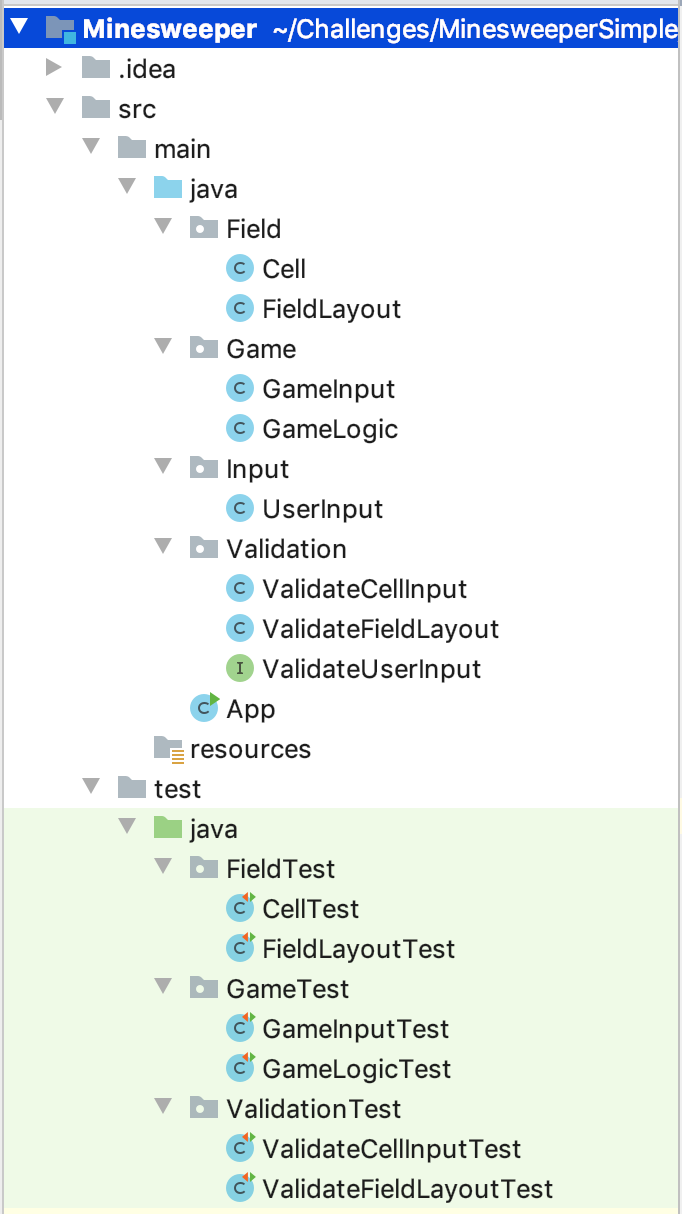 Minesweeper ~/Challenges/MinesweeperSimple
.idea
src
main
java
Field
C Cell
C FieldLayout
Game
C GameInput
C GameLogic
Input
C UserInput
Validation
C ValidateCellInput
C ValidateFieldLayout
I ValidateUserInput
C App
resources
test
java
FieldTest
C CellTest
C FieldLayoutTest
GameTest
C GameInputTest
C GameLogicTest
ValidationTest
C ValidateCellInputTest
C ValidateFieldLayoutTest